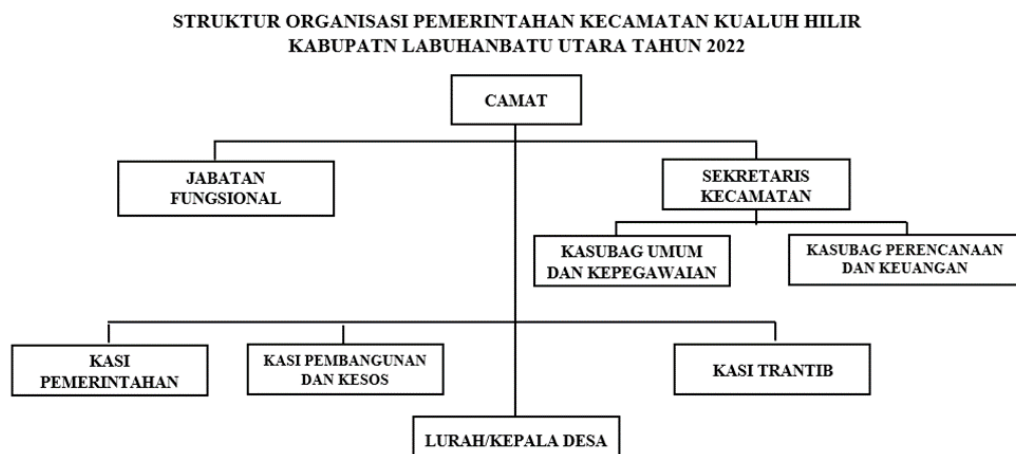 STRUKTUR ORGANISASI PEMERINTAHAN KECAMATAN KUALUH HILIR
KABUPATN LABUHANBATU UTARA TAHUN 2022
CAMAT
JABATAN
FUNGSIONAL
SEKRETARIS
KECAMATAN
KASUBAG UMUM
DAN KEPEGAWAIAN
KASUBAG PERENCANAAN
DAN KEUANGAN
KASI
PEMERINTAHAN
KASI PEMBANGUNAN
DAN KESOS
KASI TRANTIB
LURAH/KEPALA DESA